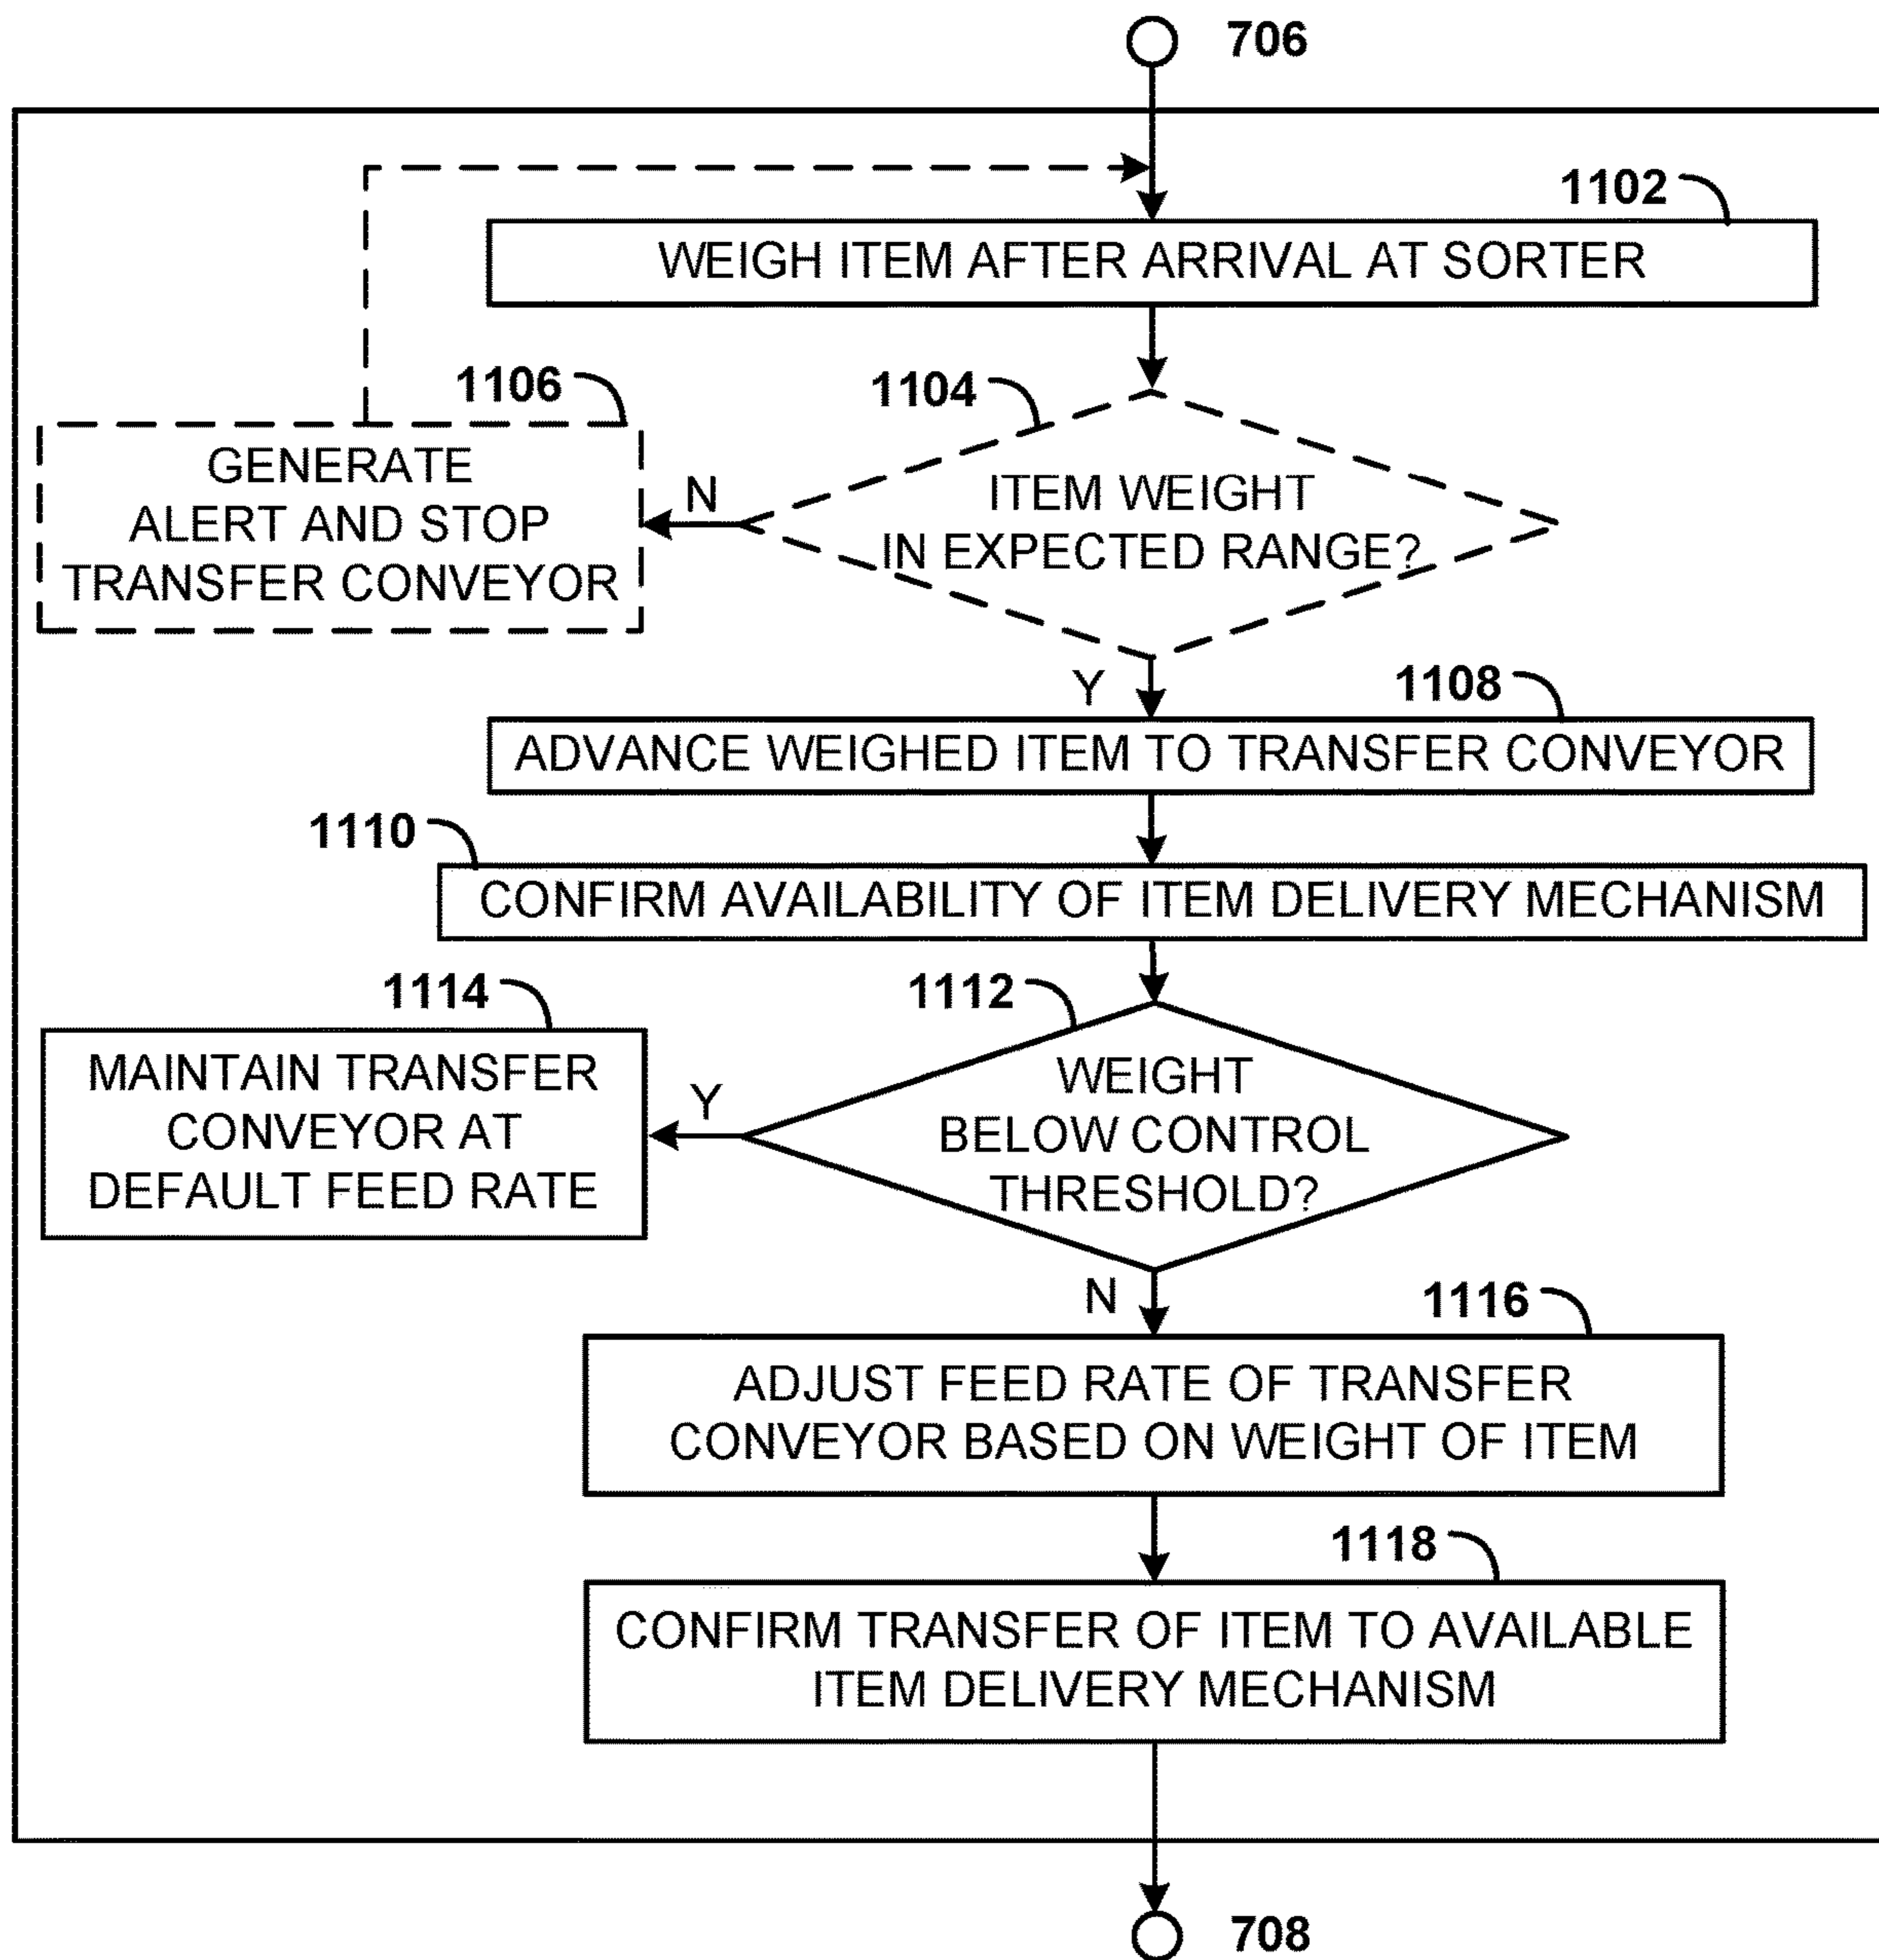 706
1102
WEIGH ITEM AFTER ARRIVAL AT SORTER
1106
1104
GENERATE
ALERT AND STOP
TRANSFER CONVEYOR
N
ITEM WEIGHT
IN EXPECTED RANGE?
Y
1108
ADVANCE WEIGHED ITEM TO TRANSFER CONVEYOR
1110
CONFIRM AVAILABILITY OF ITEM DELIVERY MECHANISM
1114
1112
MAINTAIN TRANSFER
CONVEYOR AT
DEFAULT FEED RATE
Y
WEIGHT
BELOW CONTROL
THRESHOLD?
N
1116
ADJUST FEED RATE OF TRANSFER
CONVEYOR BASED ON WEIGHT OF ITEM
1118
CONFIRM TRANSFER OF ITEM TO AVAILABLE
ITEM DELIVERY MECHANISM
708